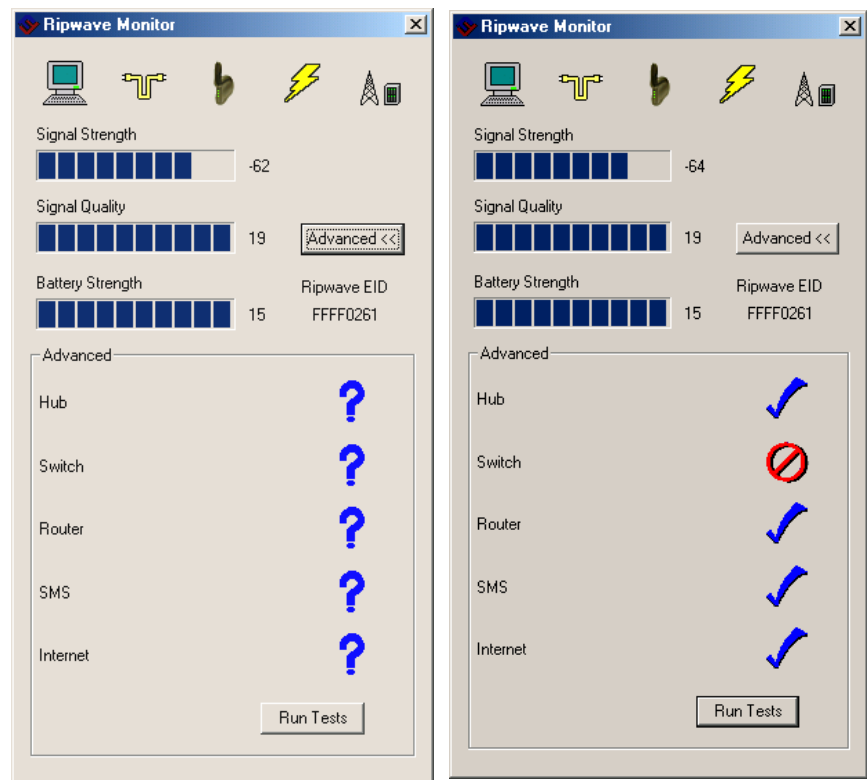 Ripwave Monitor
Signal Strength
-62
Signal Quality
19
Advanced <<
Battery Strength
15
Ripwave EID
FFFF0261
Advanced
Hub
Switch
Router
SMS
Internet
Run Tests
Ripwave Monitor
Signal Strength
-64
Signal Quality
19
Advanced <<
Battery Strength
15
Ripwave EID
FFFF0261
Advanced
Hub
Switch
Router
SMS
Internet
Run Tests